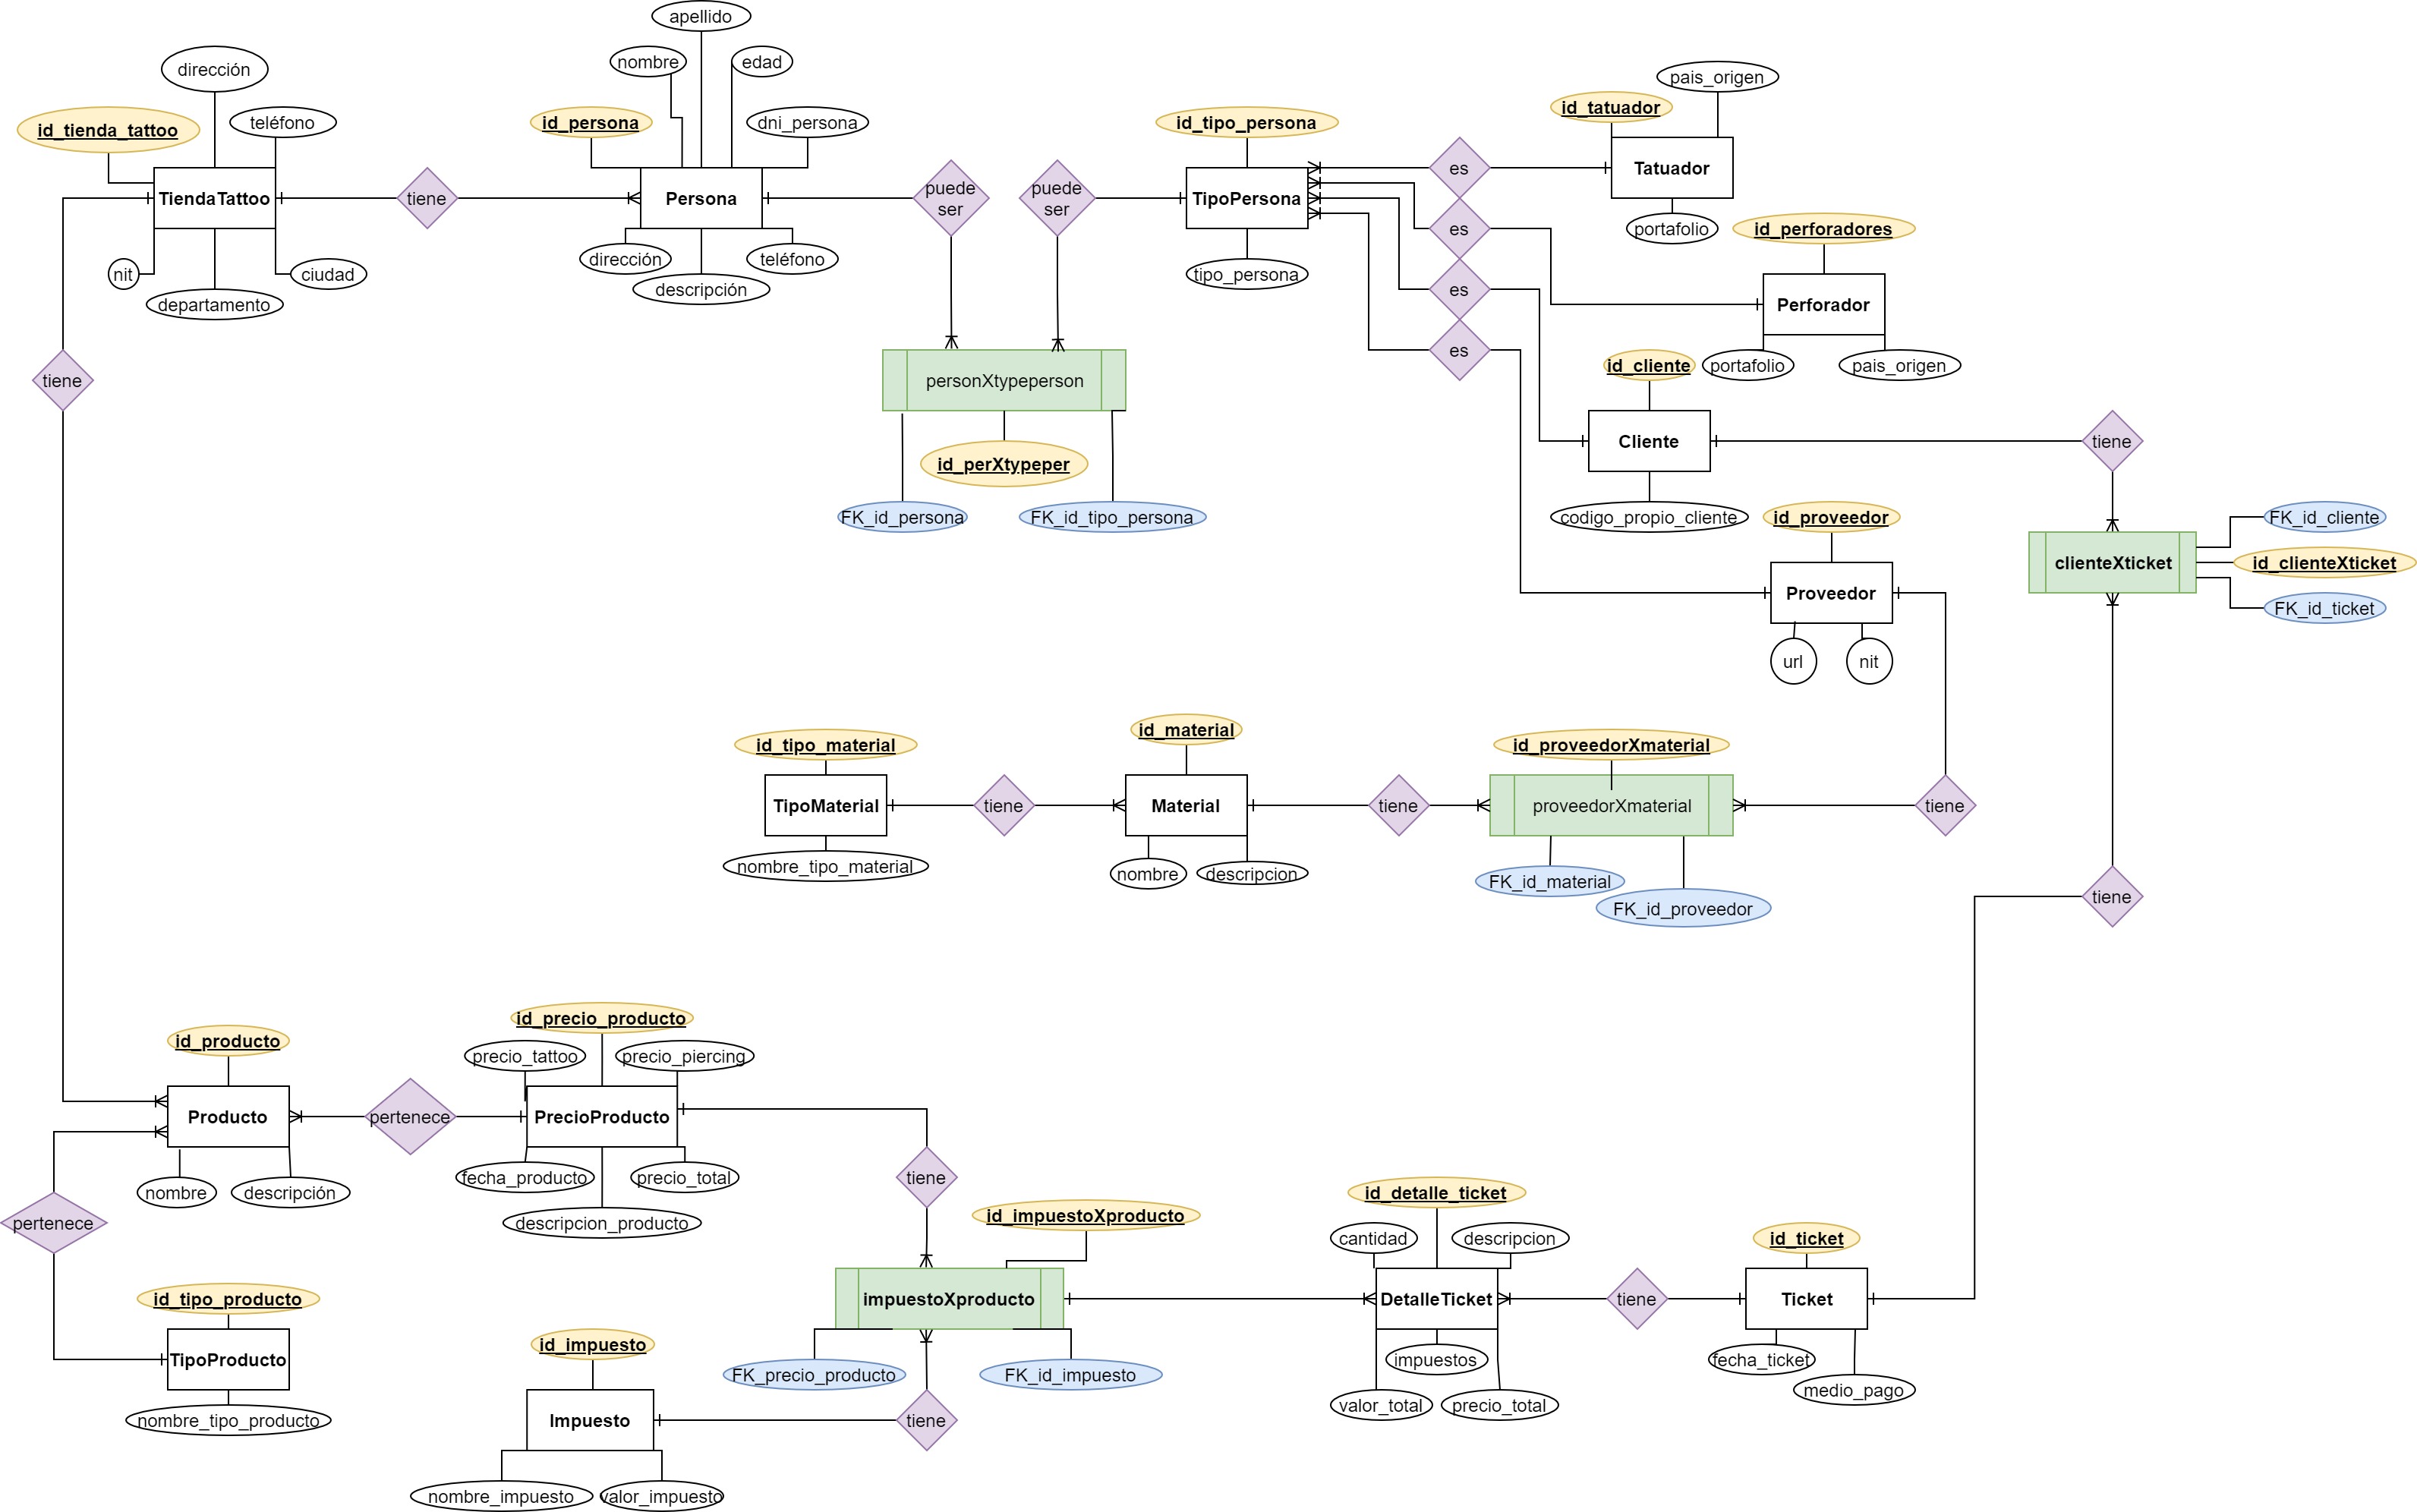 apellido
nombre
edad
dirección
pais_origen
id_tatuador
id_tienda_tattoo
teléfono
id_persona
dni_persona
id_tipo_persona
TiendaTattoo
tiene
Persona
puede
ser
puede
ser
TipoPersona
es
Tatuador
portafolio
id_perforadores
es
nit
departamento
ciudad
dirección
descripción
teléfono
tipo_persona
es
Perforador
es
portafolio
pais_origen
tiene
personXtypeperson
id_cliente
Cliente
tiene
id_perXtypeper
FK_id_persona
FK_id_tipo_persona
codigo_propio_cliente
id_proveedor
FK_id_cliente
clienteXticket
id_clienteXticket
FK_id_ticket
Proveedor
url
nit
id_tipo_material
id_material
id_proveedorXmaterial
TipoMaterial
tiene
Material
tiene
proveedorXmaterial
tiene
nombre_tipo_material
nombre
descripcion
FK_id_material
FK_id_proveedor
tiene
id_producto
id_precio_producto
precio_tattoo
precio_piercing
Producto
pertenece
PrecioProducto
nombre
descripción
fecha_producto
precio_total
descripcion_producto
tiene
pertenece
id_impuestoXproducto
id_detalle_ticket
cantidad
descripcion
id_ticket
id_tipo_producto
TipoProducto
nombre_tipo_producto
impuestoXproducto
DetalleTicket
tiene
Ticket
id_impuesto
FK_precio_producto
FK_id_impuesto
impuestos
valor_total
precio_total
fecha_ticket
medio_pago
Impuesto
tiene
nombre_impuesto
valor_impuesto